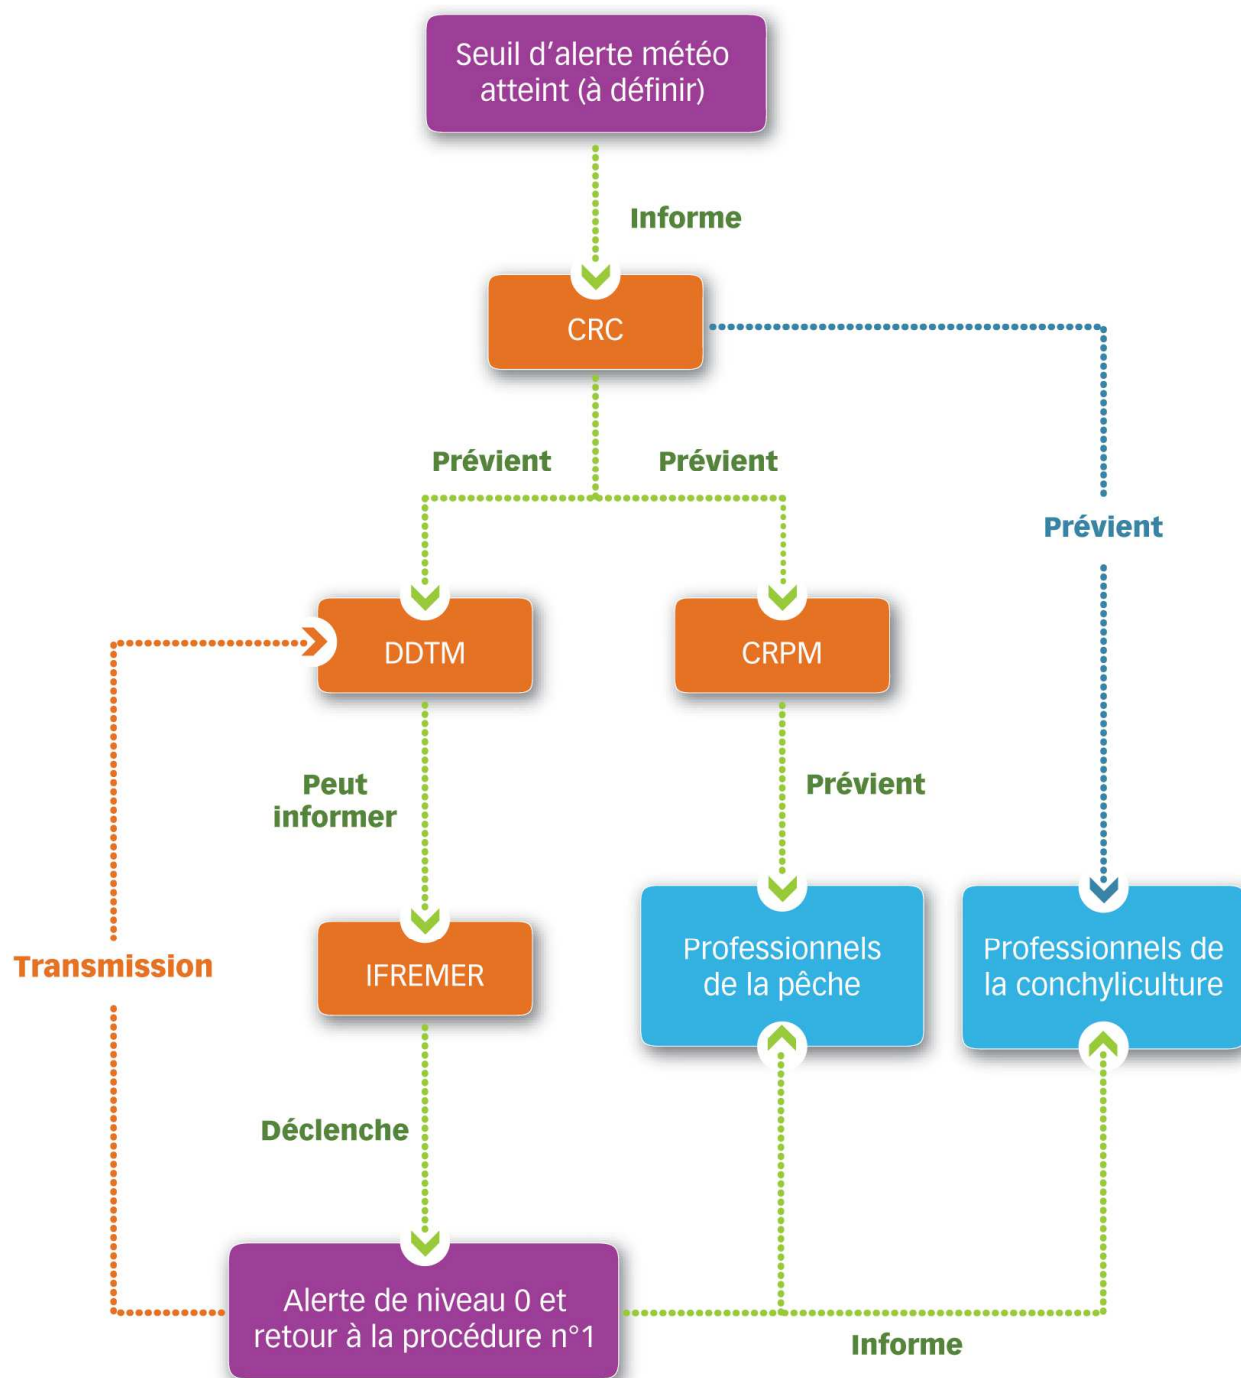 Seuil d'alerte météo
atteint (à définir)
Informe
CRC
Prévient
Prévient
Prévient
DDTM
CRPM
Peut
informer
Prévient
Transmission
IFREMER
Professionnels
de la pêche
Professionnels de
la conchyliculture
Déclenche
Alerte de niveau 0 et
retour à la procédure n°1
Informe